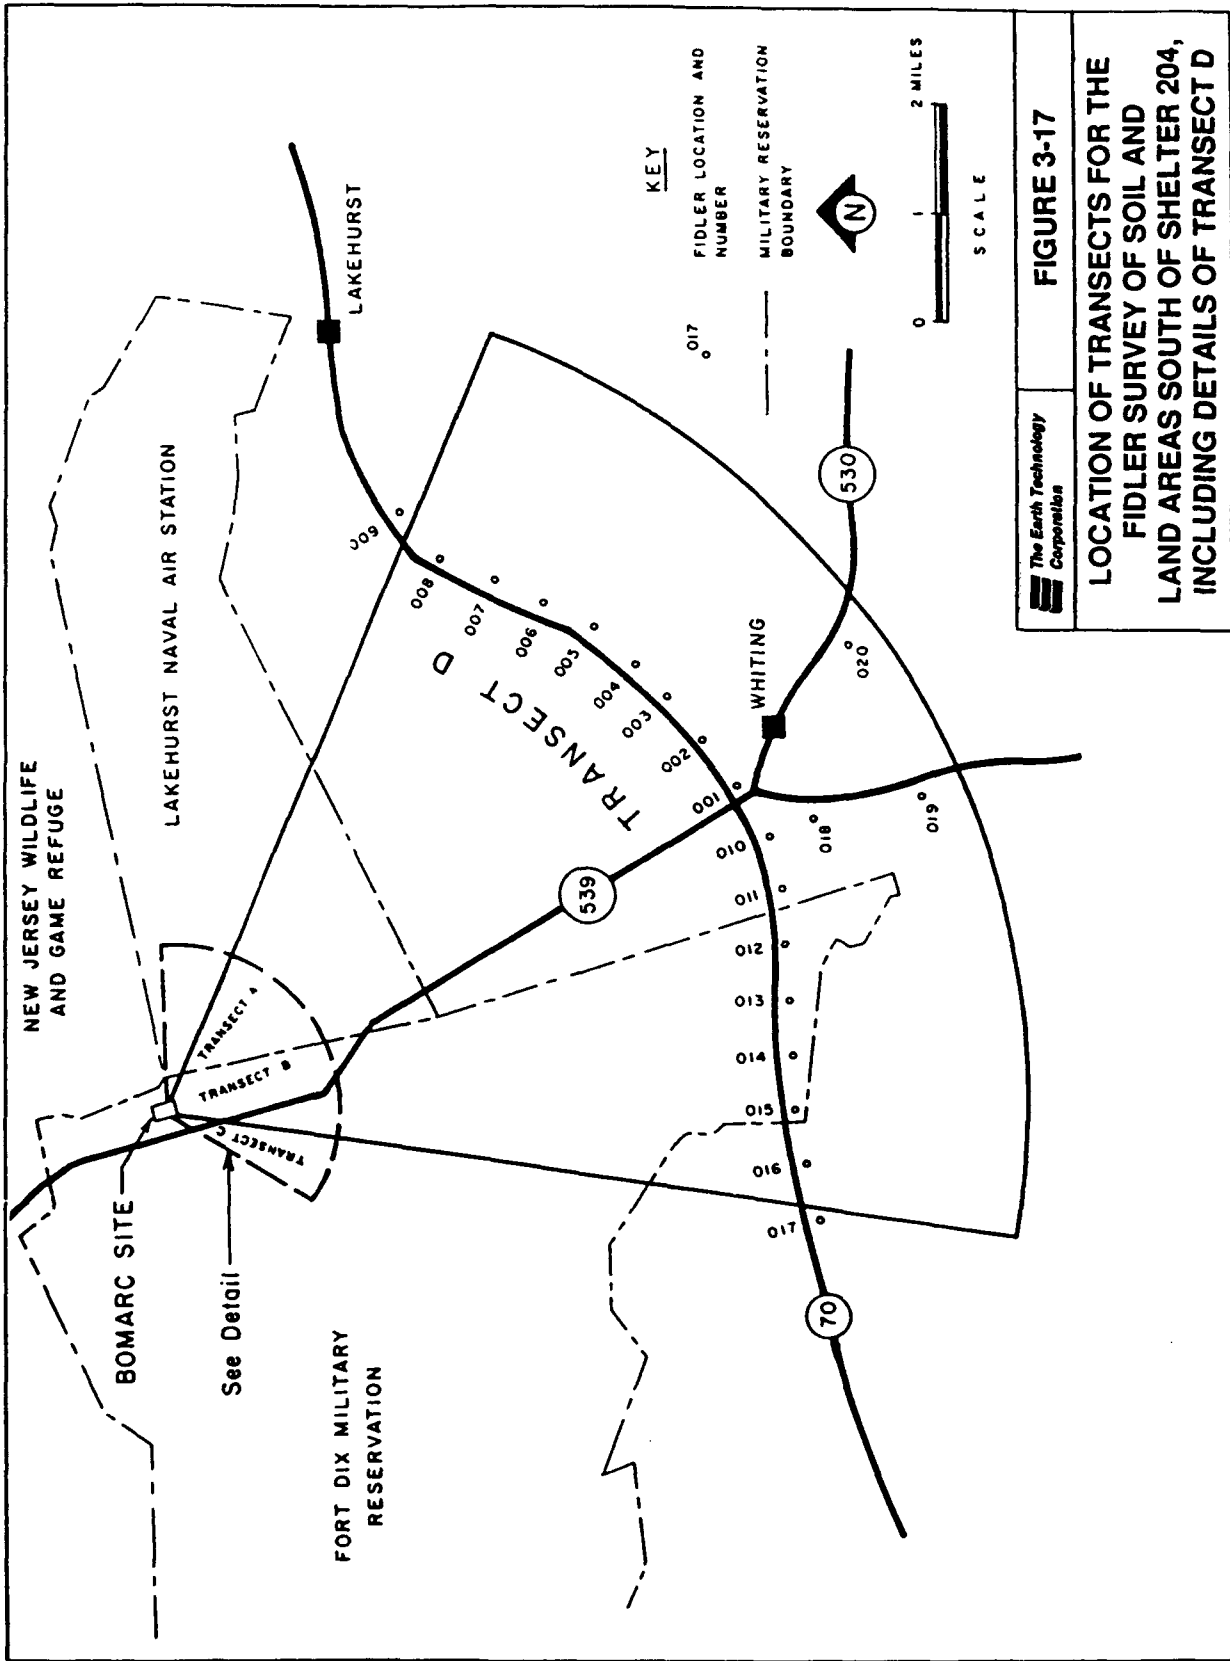 NEW JERSEY WILDLIFE
AND GAME REFUGE
LAKEHURST NAVAL AIR STATION
LAKEHURST
BOMARC SITE
See Detail
TRANSECT A
TRANSECT B
TRANSECT C
FORT DIX MILITARY
RESERVATION
539
TRANSECT D
009
008
007
006
005
004
003
002
001
010
011
012
013
014
015
016
017
018
019
020
WHITING
530
70
KEY
017
FIDLER LOCATION AND
NUMBER
MILITARY RESERVATION
BOUNDARY
N
0
1
2 MILES
SCALE
The Earth Technology
Corporation
FIGURE 3-17
LOCATION OF TRANSECTS FOR THE
FIDLER SURVEY OF SOIL AND
LAND AREAS SOUTH OF SHELTER 204,
INCLUDING DETAILS OF TRANSECT D